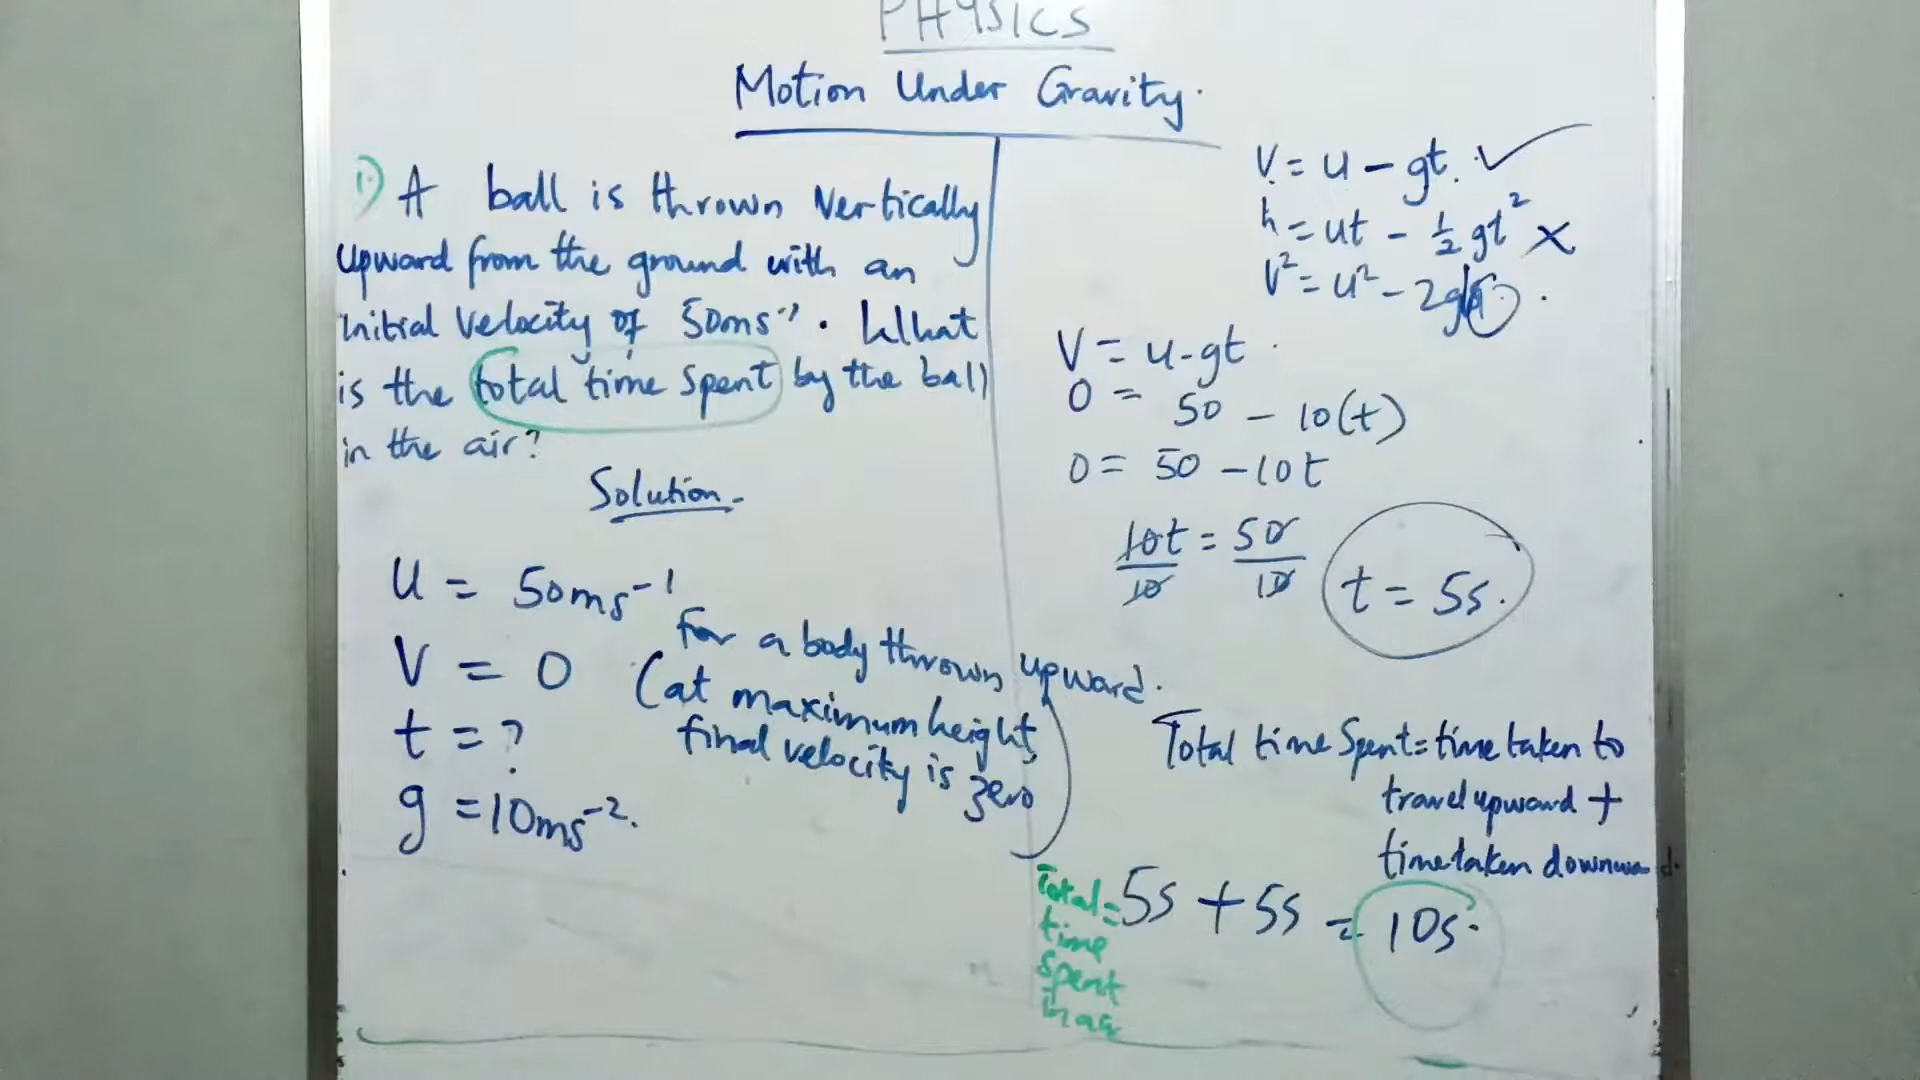 PHYSICS
Motion Under Gravity.
1) A ball is thrown vertically
upward from the ground with an
initial velocity of 50ms⁻¹. What
is the total time spent by the ball
in the air?
Solution
u = 50ms⁻¹
v = 0
t = ?
g = 10ms⁻².
for a body thrown upward.
(at maximum height,
final velocity is zero)
v = u - gt. ✓
h = ut - ½gt² ×
v² = u² - 2g
v = u - gt
0 = 50 - 10(t)
0 = 50 - 10t
10t/10 = 50/10
t = 5s.
Total time spent = time taken to
travel upward +
time taken downward.
Total time spent in = 5s + 5s = 10s.